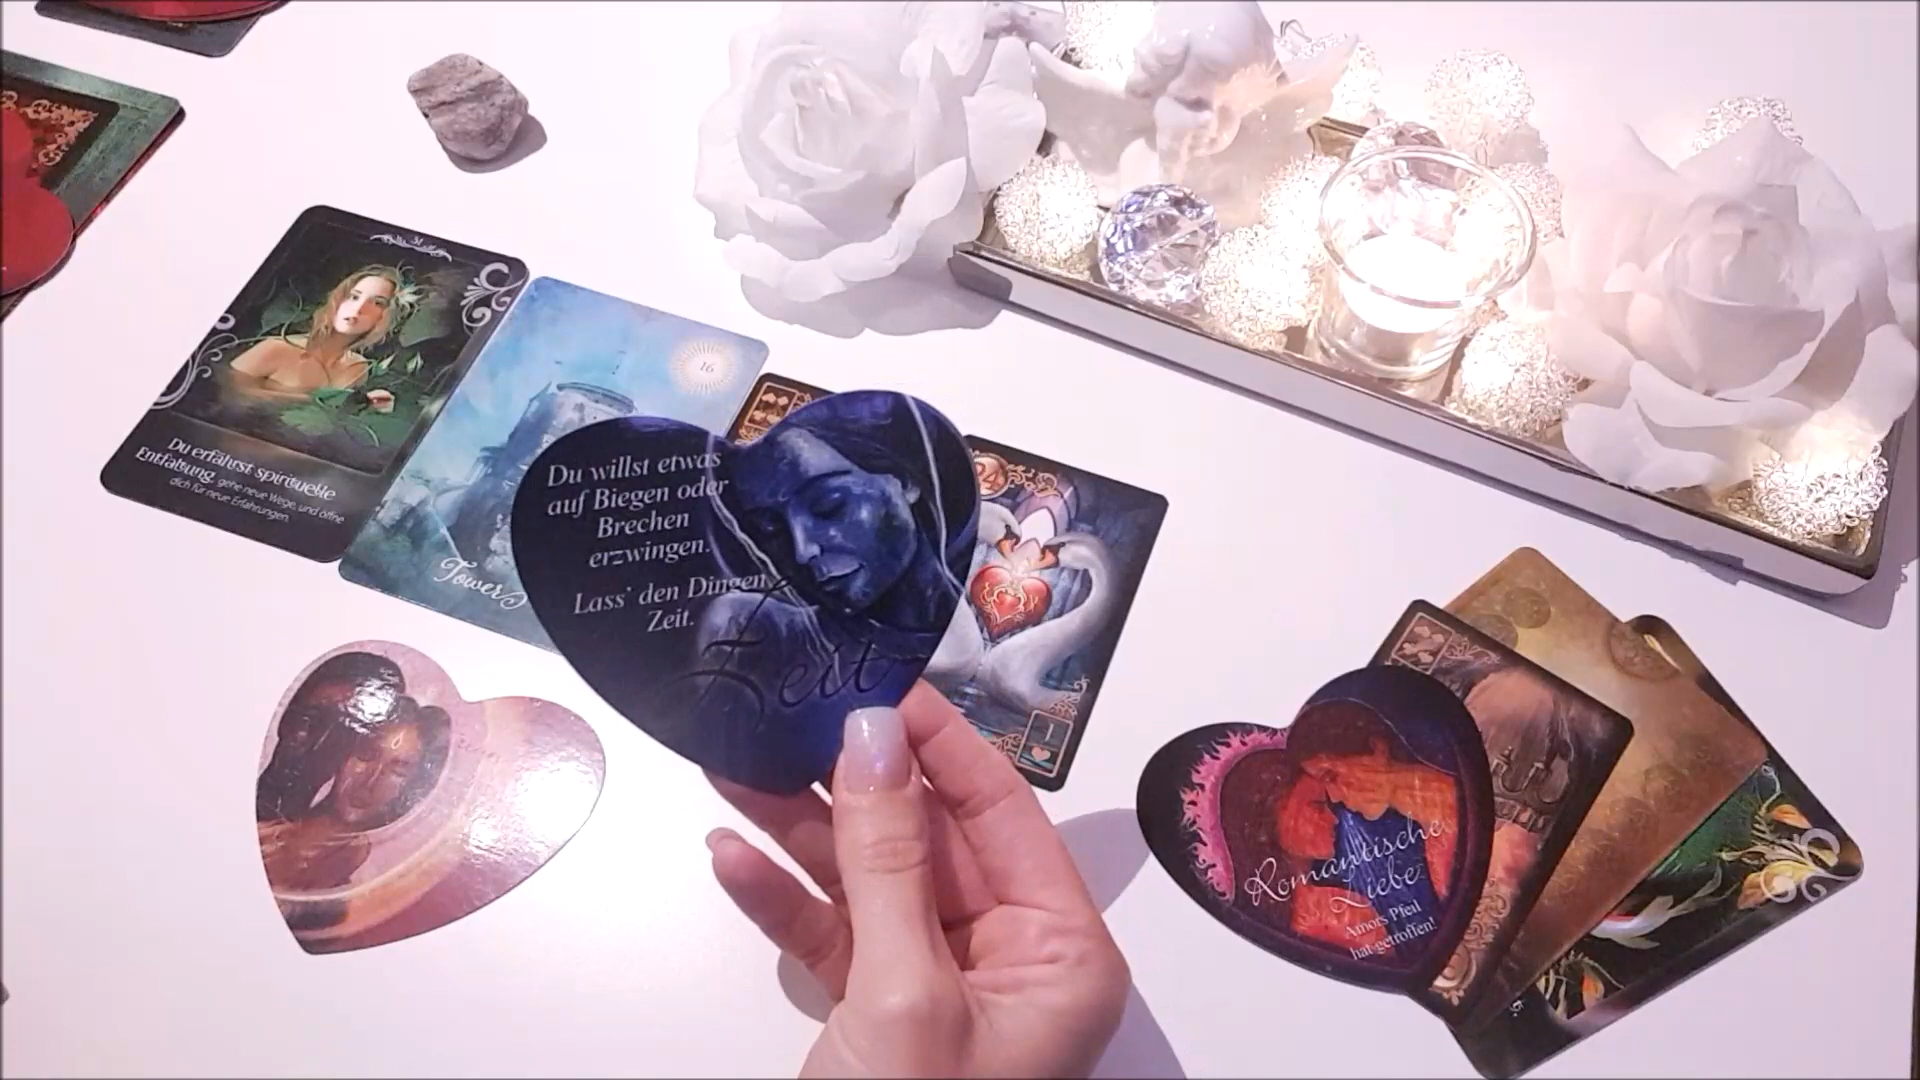 Du erfährst spirituelle
Entfaltung, gehe neue Wege, und öffne
dich für neue Erfahrungen.
16
Tower
Du willst etwas
auf Biegen oder
Brechen
erzwingen.
Lass' den Dingen
Zeit.
Zeit
24
1
Romantische
Liebe
Amors Pfeil
hat getroffen!